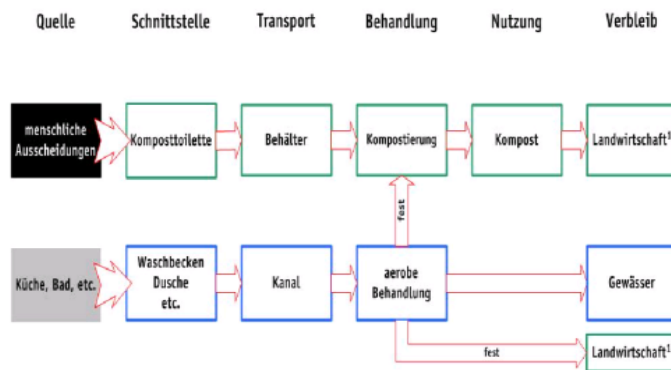 Quelle Schnittstelle Transport Behandlung Nutzung Verbleib
menschliche
Ausscheidungen
Komposttoilette
Behälter
Kompostierung
Kompost
Landwirtschaft¹
fest
Küche, Bad, etc.
Waschbecken
Dusche
etc.
Kanal
aerobe
Behandlung
Gewässer
fest
Landwirtschaft¹